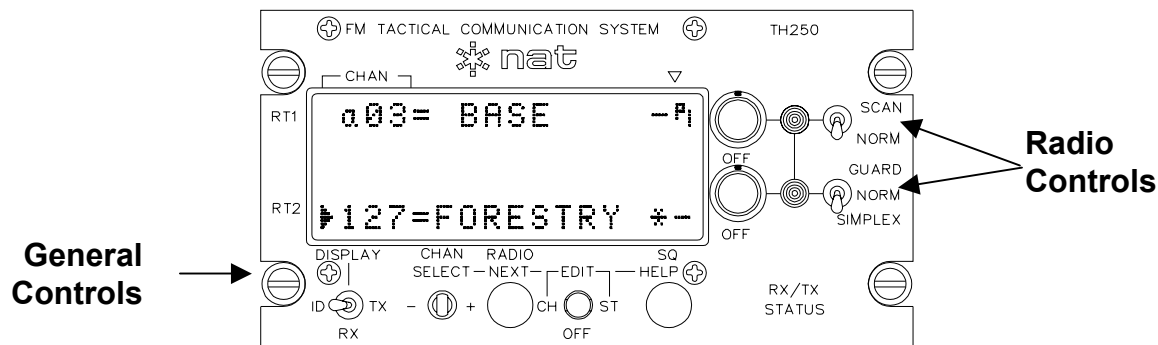 FM TACTICAL COMMUNICATION SYSTEM
TH250
nat
CHAN
RT1
a03= BASE -P1
SCAN
NORM
OFF
GUARD
NORM
SIMPLEX
RT2
127=FORESTRY *-
OFF
Radio
Controls
General
Controls
DISPLAY CHAN RADIO SQ
SELECT NEXT EDIT HELP
ID TX - + CH ST
RX OFF
RX/TX
STATUS